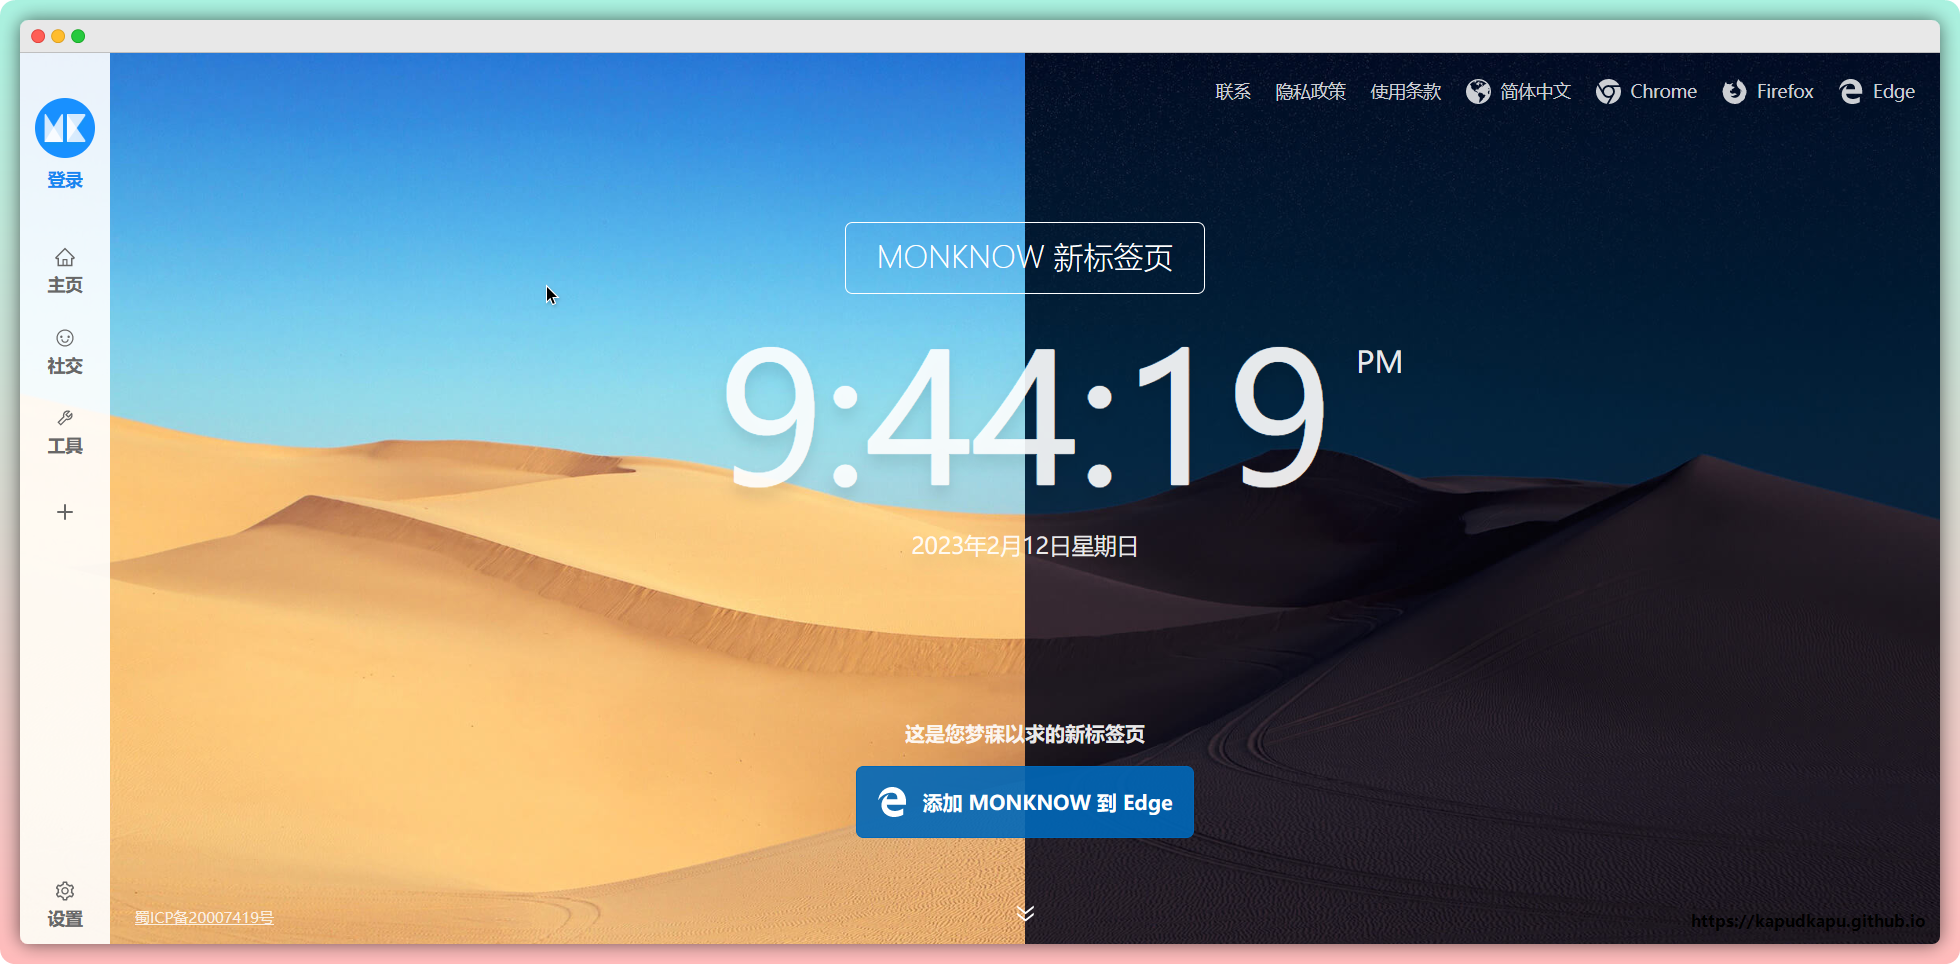 联系 隐私政策 使用条款 简体中文 Chrome Firefox Edge
MK
登录
主页
社交
工具
设置
MONKNOW 新标签页
9:44:19 PM
2023年2月12日星期日
这是您梦寐以求的新标签页
添加 MONKNOW 到 Edge
蜀ICP备20007419号
https://kapudkapu.github.io